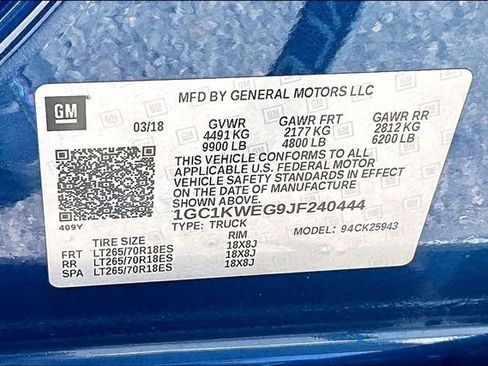 MFD BY GENERAL MOTORS LLC
GM
03/18 GVWR GAWR FRT GAWR RR
4491 KG 2177 KG 2812 KG
9900 LB 4800 LB 6200 LB
THIS VEHICLE CONFORMS TO ALL
APPLICABLE U.S. FEDERAL MOTOR
VEHICLE SAFETY STANDARDS IN EFFECT
ON THE DATE OF MANUFACTURE
1GC1KWEG9JF240444
409Y TYPE: TRUCK MODEL: 94CK25943
TIRE SIZE RIM
FRT LT265/70R18ES 18X8J
RR LT265/70R18ES 18X8J
SPA LT265/70R18ES 18X8J